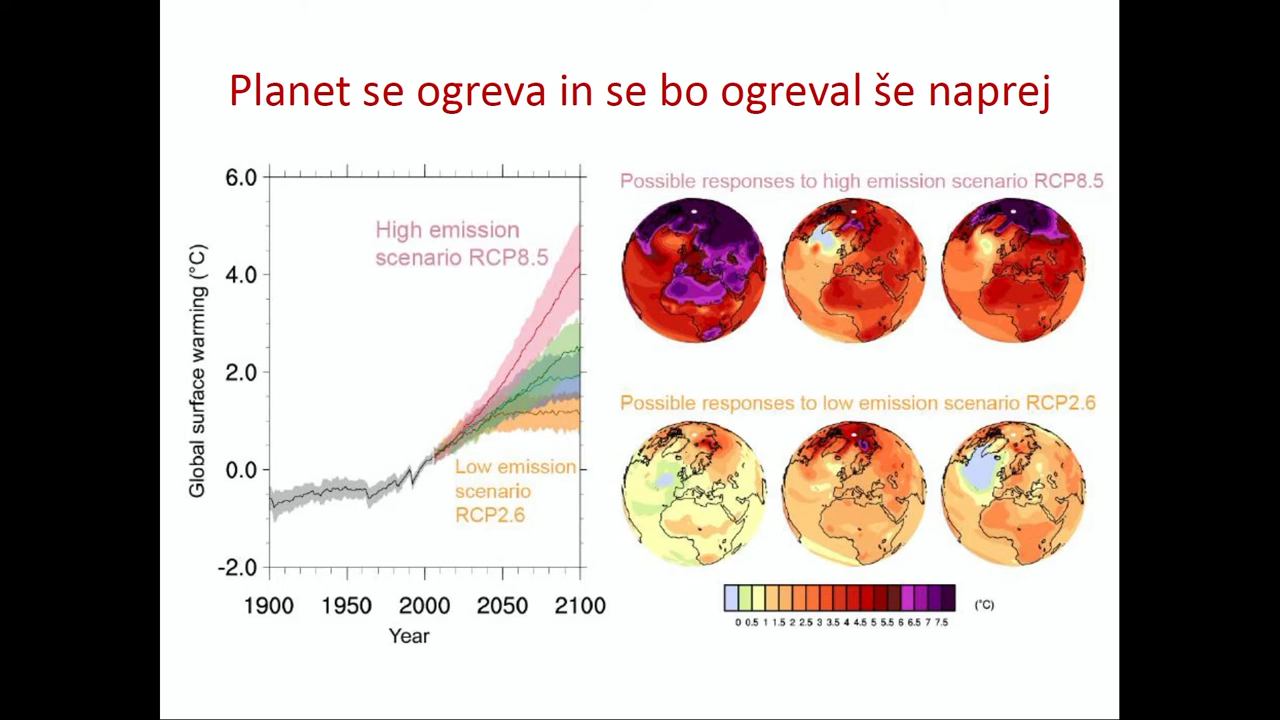 Planet se ogreva in se bo ogreval še naprej
6.0
4.0
2.0
0.0
-2.0
Global surface warming (°C)
High emission
scenario RCP8.5
Low emission
scenario
RCP2.6
1900 1950 2000 2050 2100
Year
Possible responses to high emission scenario RCP8.5
Possible responses to low emission scenario RCP2.6
0 0.5 1 1.5 2 2.5 3 3.5 4 4.5 5 5.5 6 6.5 7 7.5
(°C)